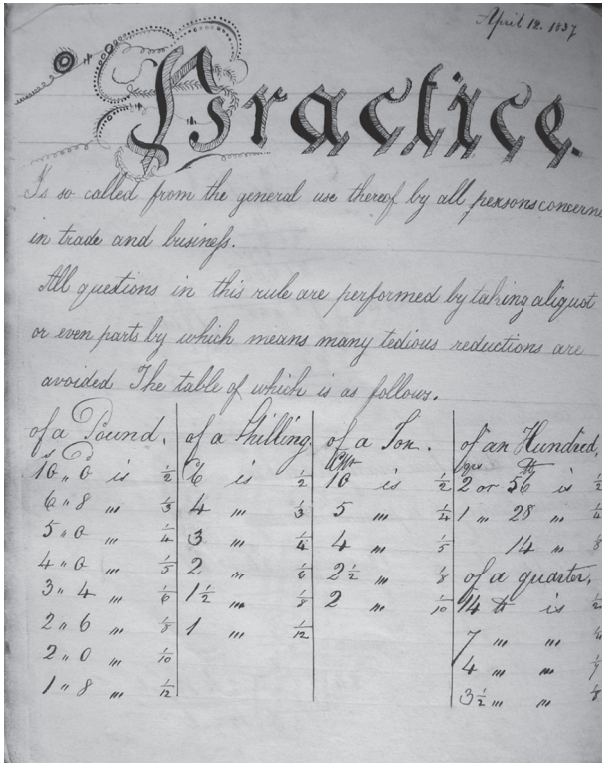 April 12. 1837
Practice.
Is so called from the general use thereof by all persons concerne
in trade and business.
All questions in this rule are performed by taking aliquot
or even parts by which means many tedious reductions are
avoided The table of which is as follows.
of a Pound.
s D
10 " 0 is 1/2
6 " 8 " 1/3
5 " 0 1/4
4 " 0 " 1/5
3 " 4 " 1/6
2 " 6 " 1/8
2 " 0 1/10
1 " 8 " 1/12
of a Shilling.
6 is 1/2
4 " 1/3
3 " 1/4
2 " 1/6
1 1/2 " 1/8
1 " 1/12
of a Ton.
Cwt
10 is 1/2
5 " 1/4
4 " 1/5
2 1/2 " 1/8
2 " 1/10
of an Hundred,
qrs lb
2 or 56 is 1/2
1 " 28 " 1/4
14 " 1/8
of a quarter,
14 lb is 1/2
7 " "
4 " " 1/7
3 1/2 " " 1/8